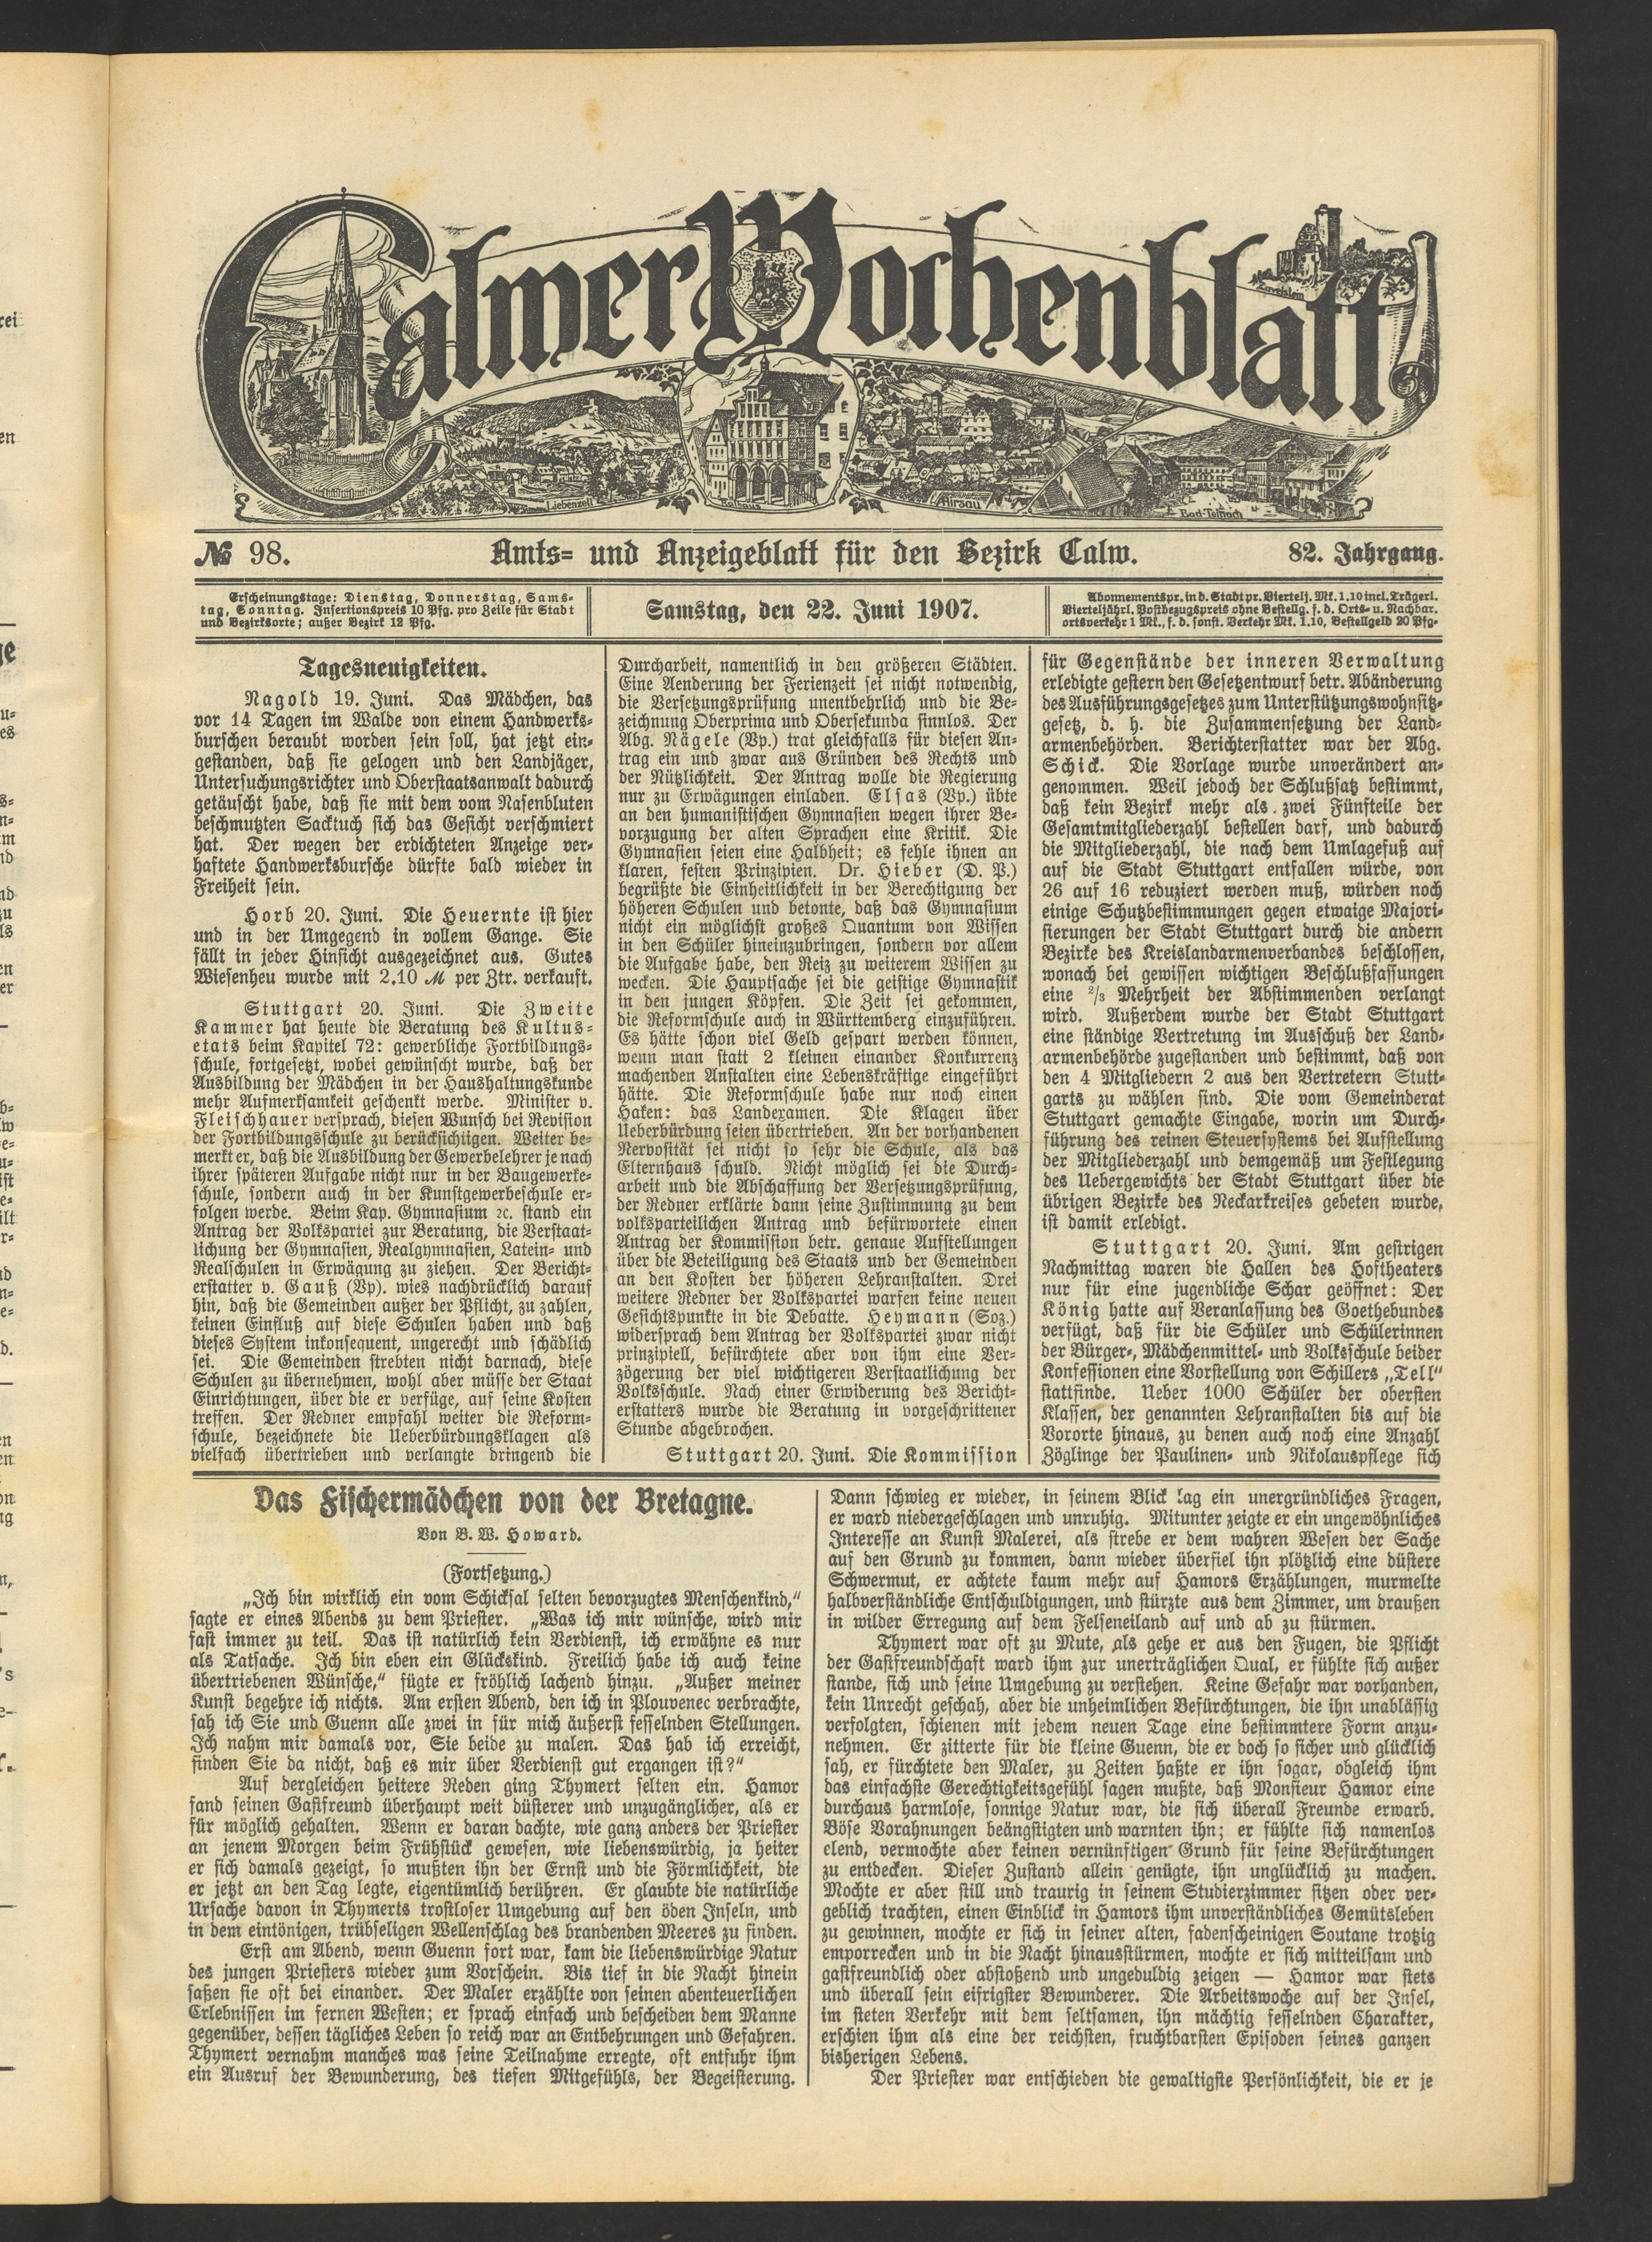 Calwer Wochenblatt
Zavelstein
Liebenzell
Rathaus
Hirsau
Bad-Teinach
№ 98.
Amts= und Anzeigeblatt für den Bezirk Calw.
82. Jahrgang.
Erscheinungstage: Dienstag, Donnerstag, Sams-
tag, Sonntag. Insertionspreis 10 Pfg. pro Zeile für Stadt
und Bezirksorte; außer Bezirk 12 Pfg.
Samstag, den 22. Juni 1907.
Abonnementspr. in d. Stadt pr. Viertelj. Mk. 1.10 incl. Trägerl.
Vierteljährl. Postbezugspreis ohne Bestellg. f. d. Orts- u. Nachbar-
ortsverkehr 1 Mk., f. d. sonst. Verkehr Mk. 1.10, Bestellgeld 20 Pfg.
Tagesneuigkeiten.
Nagold 19. Juni. Das Mädchen, das
vor 14 Tagen im Walde von einem Handwerks-
burschen beraubt worden sein soll, hat jetzt ein-
gestanden, daß sie gelogen und den Landjäger,
Untersuchungsrichter und Oberstaatsanwalt dadurch
getäuscht habe, daß sie mit dem vom Nasenbluten
beschmutzten Sacktuch sich das Gesicht verschmiert
hat. Der wegen der erdichteten Anzeige ver-
haftete Handwerksbursche dürfte bald wieder in
Freiheit sein.
Horb 20. Juni. Die Heuernte ist hier
und in der Umgegend in vollem Gange. Sie
fällt in jeder Hinsicht ausgezeichnet aus. Gutes
Wiesenheu wurde mit 2.10 M per Ztr. verkauft.
Stuttgart 20. Juni. Die Zweite
Kammer hat heute die Beratung des Kultus-
etats beim Kapitel 72: gewerbliche Fortbildungs-
schule, fortgesetzt, wobei gewünscht wurde, daß der
Ausbildung der Mädchen in der Haushaltungskunde
mehr Aufmerksamkeit geschenkt werde. Minister v.
Fleischhauer versprach, diesen Wunsch bei Revision
der Fortbildungsschule zu berücksichtigen. Weiter be-
merkt er, daß die Ausbildung der Gewerbelehrer je nach
ihrer späteren Aufgabe nicht nur in der Baugewerke-
schule, sondern auch in der Kunstgewerbeschule er-
folgen werde. Beim Kap. Gymnasium ꝛc. stand ein
Antrag der Volkspartei zur Beratung, die Verstaat-
lichung der Gymnasien, Realgymnasien, Latein- und
Realschulen in Erwägung zu ziehen. Der Bericht-
erstatter v. Gauß (Vp). wies nachdrücklich darauf
hin, daß die Gemeinden außer der Pflicht, zu zahlen,
keinen Einfluß auf diese Schulen haben und daß
dieses System inkonsequent, ungerecht und schädlich
sei. Die Gemeinden strebten nicht darnach, diese
Schulen zu übernehmen, wohl aber müsse der Staat
Einrichtungen, über die er verfüge, auf seine Kosten
treffen. Der Redner empfahl weiter die Reform-
schule, bezeichnete die Ueberbürdungsklagen als
vielfach übertrieben und verlangte dringend die
Durcharbeit, namentlich in den größeren Städten.
Eine Aenderung der Ferienzeit sei nicht notwendig,
die Versetzungsprüfung unentbehrlich und die Be-
zeichnung Oberprima und Obersekunda sinnlos. Der
Abg. Nägele (Vp.) trat gleichfalls für diesen An-
trag ein und zwar aus Gründen des Rechts und
der Nützlichkeit. Der Antrag wolle die Regierung
nur zu Erwägungen einladen. Elsas (Vp.) übte
an den humanistischen Gymnasien wegen ihrer Be-
vorzugung der alten Sprachen eine Kritik. Die
Gymnasien seien eine Halbheit; es fehle ihnen an
klaren, festen Prinzipien. Dr. Hieber (D. P.)
begrüßte die Einheitlichkeit in der Berechtigung der
höheren Schulen und betonte, daß das Gymnasium
nicht ein möglichst großes Quantum von Wissen
in den Schüler hineinzubringen, sondern vor allem
die Aufgabe habe, den Reiz zu weiterem Wissen zu
wecken. Die Hauptsache sei die geistige Gymnastik
in den jungen Köpfen. Die Zeit sei gekommen,
die Reformschule auch in Württemberg einzuführen.
Es hätte schon viel Geld gespart werden können,
wenn man statt 2 kleinen einander Konkurrenz
machenden Anstalten eine Lebenskräftige eingeführt
hätte. Die Reformschule habe nur noch einen
Haken: das Landexamen. Die Klagen über
Ueberbürdung seien übertrieben. An der vorhandenen
Nervosität sei nicht so sehr die Schule, als das
Elternhaus schuld. Nicht möglich sei die Durch-
arbeit und die Abschaffung der Versetzungsprüfung,
der Redner erklärte dann seine Zustimmung zu dem
volksparteilichen Antrag und befürwortete einen
Antrag der Kommission betr. genaue Aufstellungen
über die Beteiligung des Staats und der Gemeinden
an den Kosten der höheren Lehranstalten. Drei
weitere Redner der Volkspartei warfen keine neuen
Gesichtspunkte in die Debatte. Heymann (Soz.)
widersprach dem Antrag der Volkspartei zwar nicht
prinzipiell, befürchtete aber von ihm eine Ver-
zögerung der viel wichtigeren Verstaatlichung der
Volksschule. Nach einer Erwiderung des Bericht-
erstatters wurde die Beratung in vorgeschrittener
Stunde abgebrochen.
Stuttgart 20. Juni. Die Kommission
für Gegenstände der inneren Verwaltung
erledigte gestern den Gesetzentwurf betr. Abänderung
des Ausführungsgesetzes zum Unterstützungswohnsitz-
gesetz, d. h. die Zusammensetzung der Land-
armenbehörden. Berichterstatter war der Abg.
Schick. Die Vorlage wurde unverändert an-
genommen. Weil jedoch der Schlußsatz bestimmt,
daß kein Bezirk mehr als zwei Fünfteile der
Gesamtmitgliederzahl bestellen darf, und dadurch
die Mitgliederzahl, die nach dem Umlagefuß auf
auf die Stadt Stuttgart entfallen würde, von
26 auf 16 reduziert werden muß, würden noch
einige Schutzbestimmungen gegen etwaige Majori-
sierungen der Stadt Stuttgart durch die andern
Bezirke des Kreislandarmenverbandes beschlossen,
wonach bei gewissen wichtigen Beschlußfassungen
eine 2/3 Mehrheit der Abstimmenden verlangt
wird. Außerdem wurde der Stadt Stuttgart
eine ständige Vertretung im Ausschuß der Land-
armenbehörde zugestanden und bestimmt, daß von
den 4 Mitgliedern 2 aus den Vertretern Stutt-
garts zu wählen sind. Die vom Gemeinderat
Stuttgart gemachte Eingabe, worin um Durch-
führung des reinen Steuersystems bei Aufstellung
der Mitgliederzahl und demgemäß um Festlegung
des Uebergewichts der Stadt Stuttgart über die
übrigen Bezirke des Neckarkreises gebeten wurde,
ist damit erledigt.
Stuttgart 20. Juni. Am gestrigen
Nachmittag waren die Hallen des Hoftheaters
nur für eine jugendliche Schar geöffnet: Der
König hatte auf Veranlassung des Goethebundes
verfügt, daß für die Schüler und Schülerinnen
der Bürger-, Mädchenmittel- und Volksschule beider
Konfessionen eine Vorstellung von Schillers „Tell“
stattfinde. Ueber 1000 Schüler der obersten
Klassen, der genannten Lehranstalten bis auf die
Vororte hinaus, zu denen auch noch eine Anzahl
Zöglinge der Paulinen- und Nikolauspflege sich
Das Fischermädchen von der Bretagne.
Von B. W. Howard.
(Fortsetzung.)
„Ich bin wirklich ein vom Schicksal selten bevorzugtes Menschenkind,“
sagte er eines Abends zu dem Priester. „Was ich mir wünsche, wird mir
fast immer zu teil. Das ist natürlich kein Verdienst, ich erwähne es nur
als Tatsache. Ich bin eben ein Glückskind. Freilich habe ich auch keine
übertriebenen Wünsche,“ fügte er fröhlich lachend hinzu. „Außer meiner
Kunst begehre ich nichts. Am ersten Abend, den ich in Plouvenec verbrachte,
sah ich Sie und Guenn alle zwei in für mich äußerst fesselnden Stellungen.
Ich nahm mir damals vor, Sie beide zu malen. Das hab ich erreicht,
finden Sie da nicht, daß es mir über Verdienst gut ergangen ist?“
Auf dergleichen heitere Reden ging Thymert selten ein. Hamor
fand seinen Gastfreund überhaupt weit düsterer und unzugänglicher, als er
für möglich gehalten. Wenn er daran dachte, wie ganz anders der Priester
an jenem Morgen beim Frühstück gewesen, wie liebenswürdig, ja heiter
er sich damals gezeigt, so mußten ihn der Ernst und die Förmlichkeit, die
er jetzt an den Tag legte, eigentümlich berühren. Er glaubte die natürliche
Ursache davon in Thymerts trostloser Umgebung auf den öden Inseln, und
in dem eintönigen, trübseligen Wellenschlag des brandenden Meeres zu finden.
Erst am Abend, wenn Guenn fort war, kam die liebenswürdige Natur
des jungen Priesters wieder zum Vorschein. Bis tief in die Nacht hinein
saßen sie oft bei einander. Der Maler erzählte von seinen abenteuerlichen
Erlebnissen im fernen Westen; er sprach einfach und bescheiden dem Manne
gegenüber, dessen tägliches Leben so reich war an Entbehrungen und Gefahren.
Thymert vernahm manches was seine Teilnahme erregte, oft entfuhr ihm
ein Ausruf der Bewunderung, des tiefen Mitgefühls, der Begeisterung.
Dann schwieg er wieder, in seinem Blick lag ein unergründliches Fragen,
er ward niedergeschlagen und unruhig. Mitunter zeigte er ein ungewöhnliches
Interesse an Kunst Malerei, als strebe er dem wahren Wesen der Sache
auf den Grund zu kommen, dann wieder überfiel ihn plötzlich eine düstere
Schwermut, er achtete kaum mehr auf Hamors Erzählungen, murmelte
halbverständliche Entschuldigungen, und stürzte aus dem Zimmer, um draußen
in wilder Erregung auf dem Felseneiland auf und ab zu stürmen.
Thymert war oft zu Mute, als gehe er aus den Fugen, die Pflicht
der Gastfreundschaft ward ihm zur unerträglichen Qual, er fühlte sich außer
stande, sich und seine Umgebung zu verstehen. Keine Gefahr war vorhanden,
kein Unrecht geschah, aber die unheimlichen Befürchtungen, die ihn unablässig
verfolgten, schienen mit jedem neuen Tage eine bestimmtere Form anzu-
nehmen. Er zitterte für die kleine Guenn, die er doch so sicher und glücklich
sah, er fürchtete den Maler, zu Zeiten haßte er ihn sogar, obgleich ihm
das einfachste Gerechtigkeitsgefühl sagen mußte, daß Monsieur Hamor eine
durchaus harmlose, sonnige Natur war, die sich überall Freunde erwarb.
Böse Vorahnungen beängstigten und warnten ihn; er fühlte sich namenlos
elend, vermochte aber keinen vernünftigen Grund für seine Befürchtungen
zu entdecken. Dieser Zustand allein genügte, ihn unglücklich zu machen.
Mochte er aber still und traurig in seinem Studierzimmer sitzen oder ver-
geblich trachten, einen Einblick in Hamors ihm unverständliches Gemütsleben
zu gewinnen, mochte er sich in seiner alten, fadenscheinigen Soutane trotzig
emporrecken und in die Nacht hinausstürmen, mochte er sich mitteilsam und
gastfreundlich oder abstoßend und ungeduldig zeigen — Hamor war stets
und überall sein eifrigster Bewunderer. Die Arbeitswoche auf der Insel,
im steten Verkehr mit dem seltsamen, ihn mächtig fesselnden Charakter,
erschien ihm als eine der reichsten, fruchtbarsten Episoden seines ganzen
bisherigen Lebens.
Der Priester war entschieden die gewaltigste Persönlichkeit, die er je